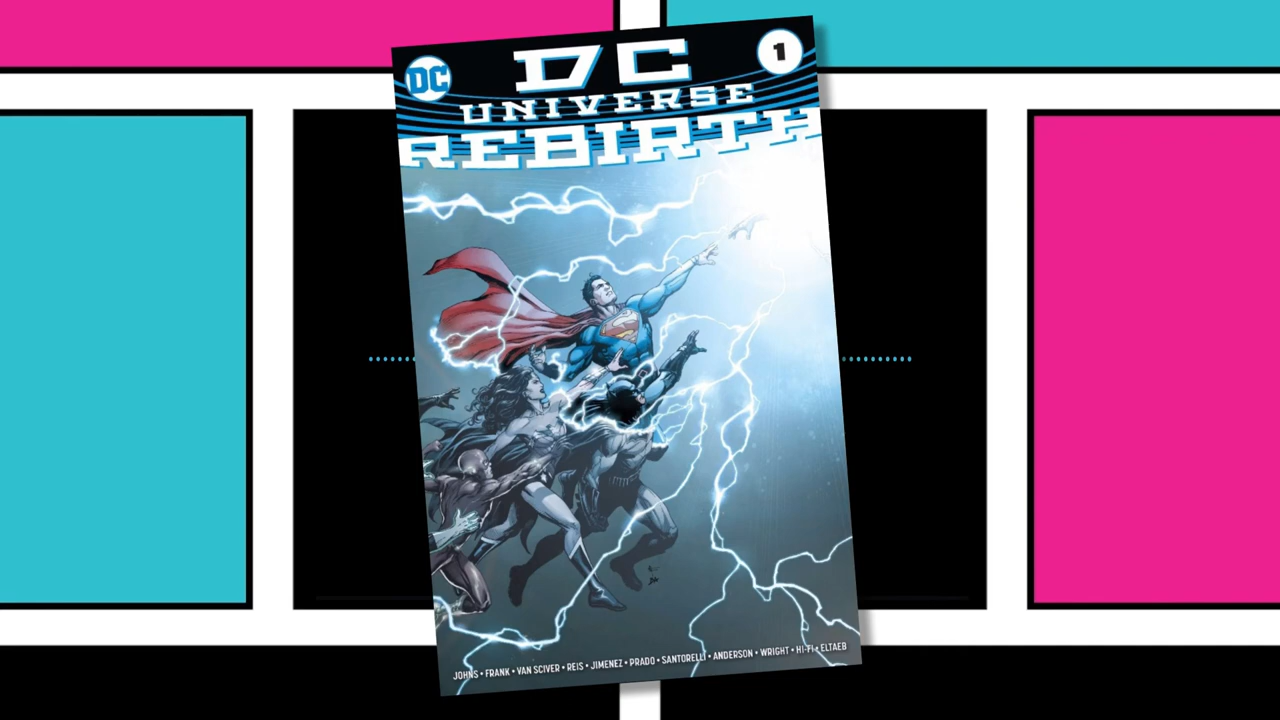 DC
1
DC
UNIVERSE
REBIRTH
JOHNS • FRANK • VAN SCIVER • REIS • JIMENEZ • PRADO • SANTORELLI • ANDERSON • WRIGHT • HI-FI • ELTAEB